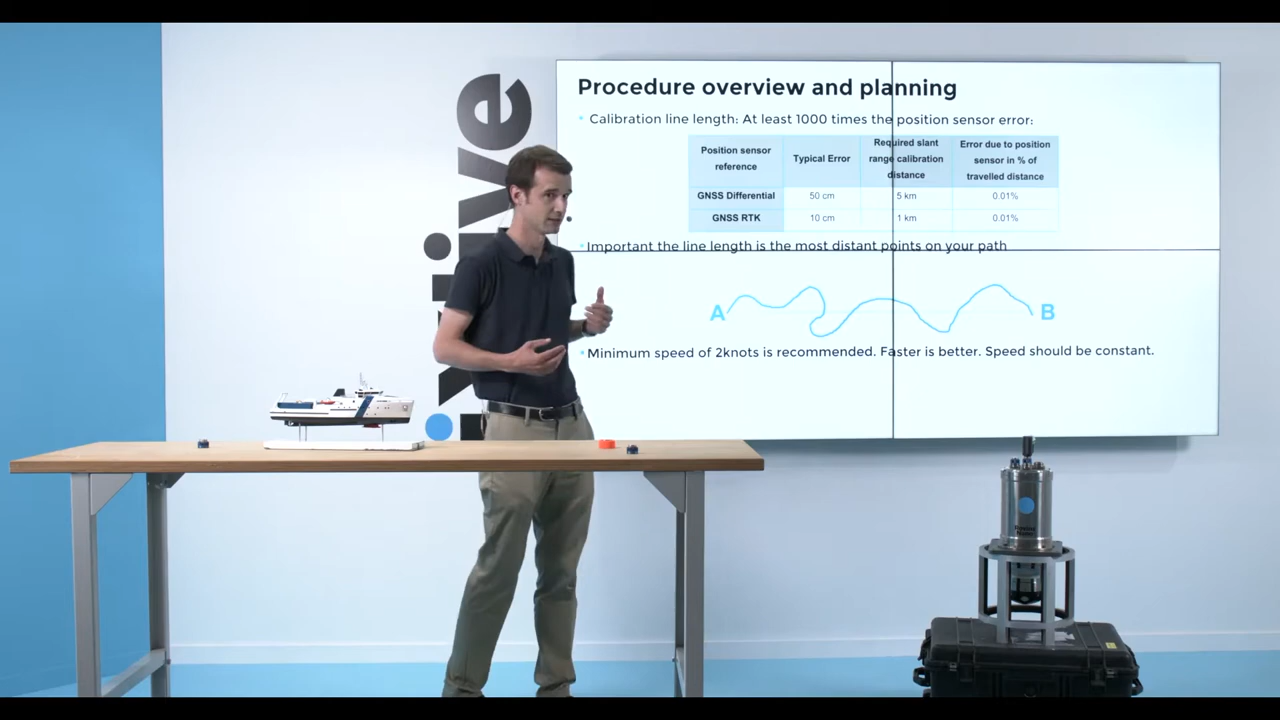 Procedure overview and planning
Calibration line length: At least 1000 times the position sensor error:
Position sensor reference
Typical Error
Required slant range calibration distance
Error due to position sensor in % of travelled distance
GNSS Differential
50 cm
5 km
0.01%
GNSS RTK
10 cm
1 km
0.01%
Important the line length is the most distant points on your path
A
B
Minimum speed of 2knots is recommended. Faster is better. Speed should be constant.